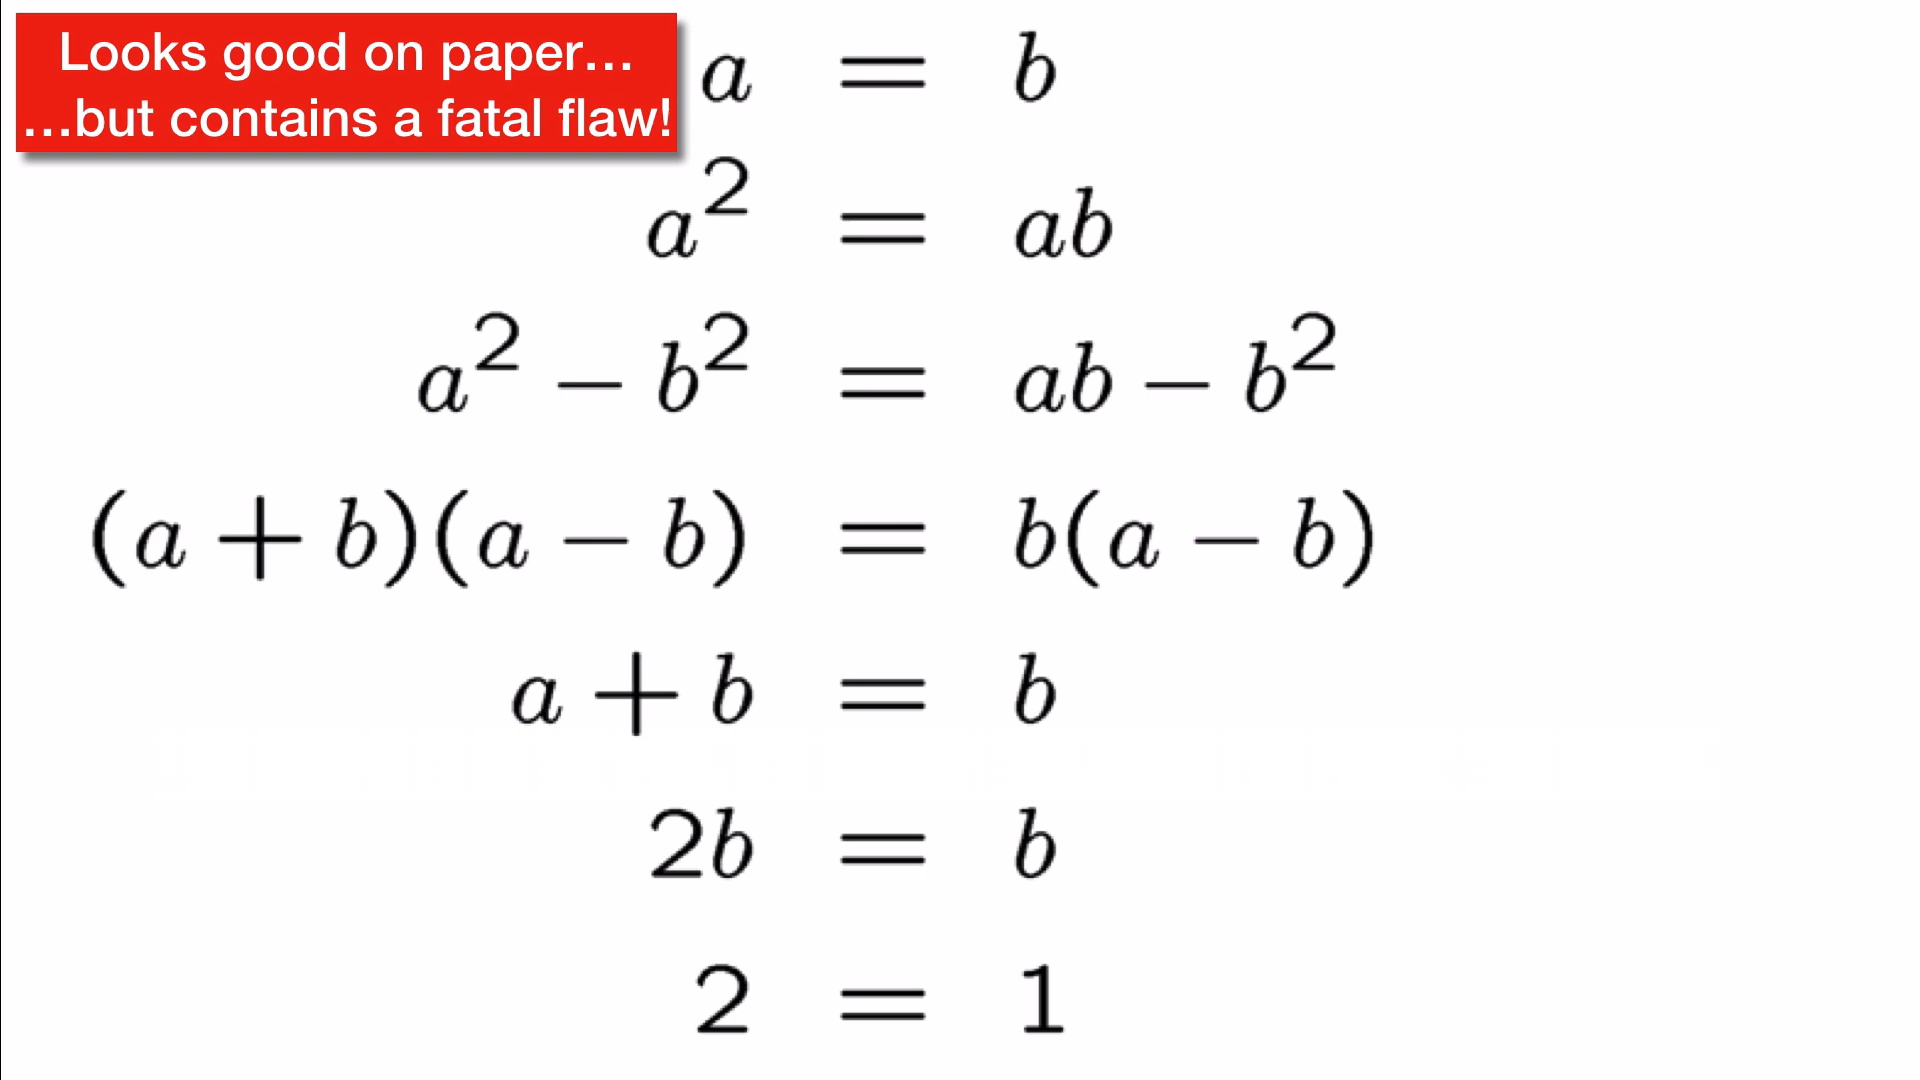 Looks good on paper…
…but contains a fatal flaw!
a = b
a² = ab
a² − b² = ab − b²
(a + b)(a − b) = b(a − b)
a + b = b
2b = b
2 = 1